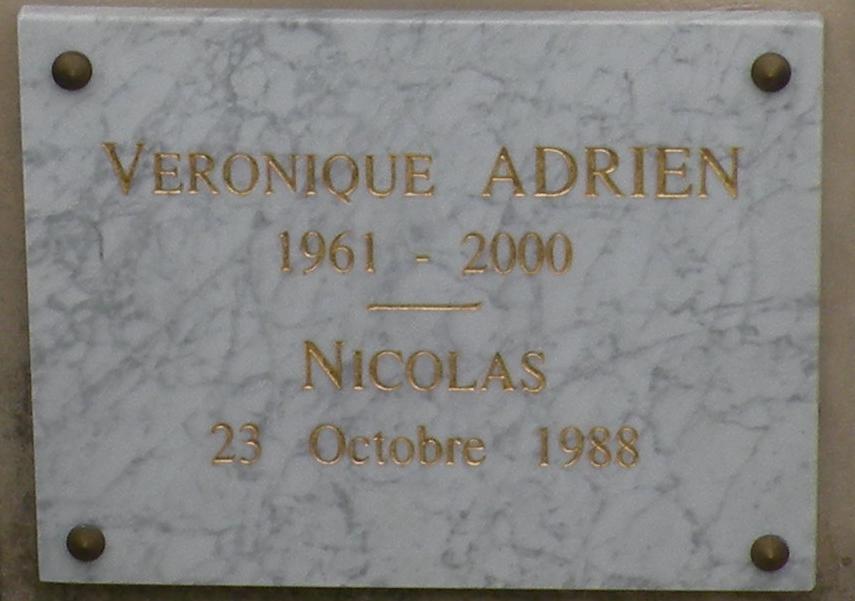 VERONIQUE ADRIEN
1961 - 2000
NICOLAS
23 Octobre 1988